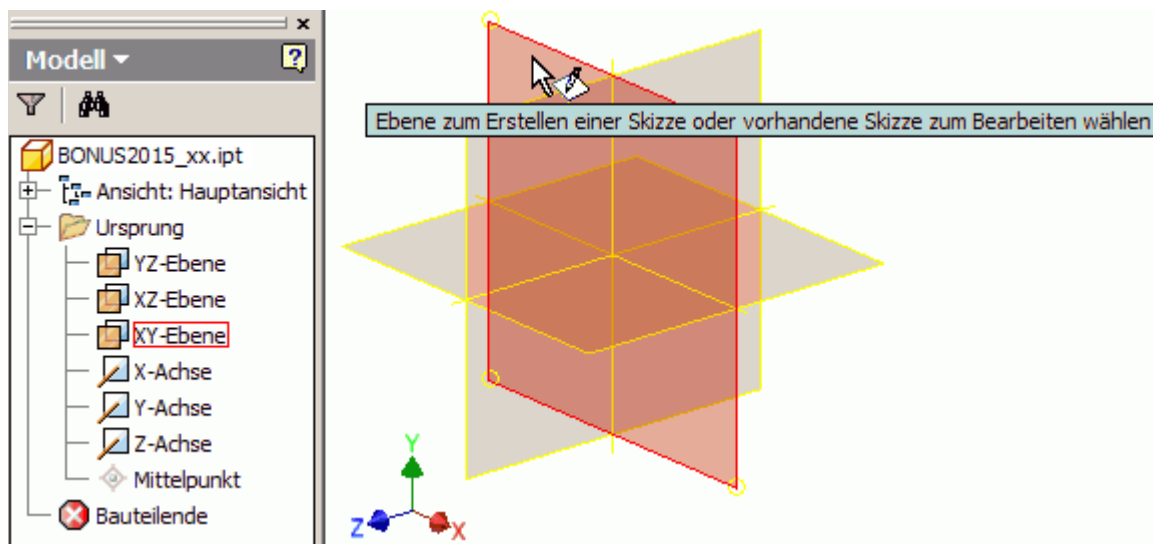 Modell
Ebene zum Erstellen einer Skizze oder vorhandene Skizze zum Bearbeiten wählen
BONUS2015_xx.ipt
Ansicht: Hauptansicht
Ursprung
YZ-Ebene
XZ-Ebene
XY-Ebene
X-Achse
Y-Achse
Z-Achse
Mittelpunkt
Bauteilende
Y
Z
X